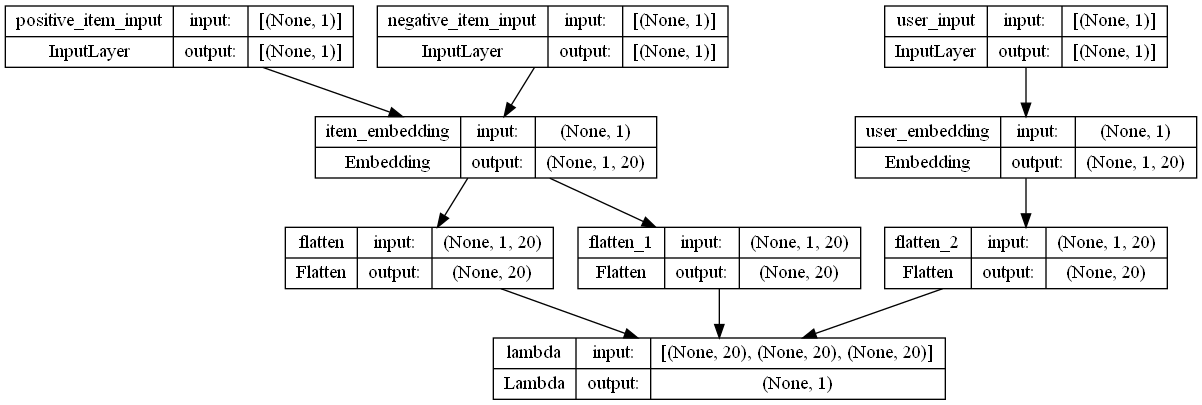 positive_item_input input: [(None, 1)]
InputLayer output: [(None, 1)]
negative_item_input input: [(None, 1)]
InputLayer output: [(None, 1)]
user_input input: [(None, 1)]
InputLayer output: [(None, 1)]
item_embedding input: (None, 1)
Embedding output: (None, 1, 20)
user_embedding input: (None, 1)
Embedding output: (None, 1, 20)
flatten input: (None, 1, 20)
Flatten output: (None, 20)
flatten_1 input: (None, 1, 20)
Flatten output: (None, 20)
flatten_2 input: (None, 1, 20)
Flatten output: (None, 20)
lambda input: [(None, 20), (None, 20), (None, 20)]
Lambda output: (None, 1)